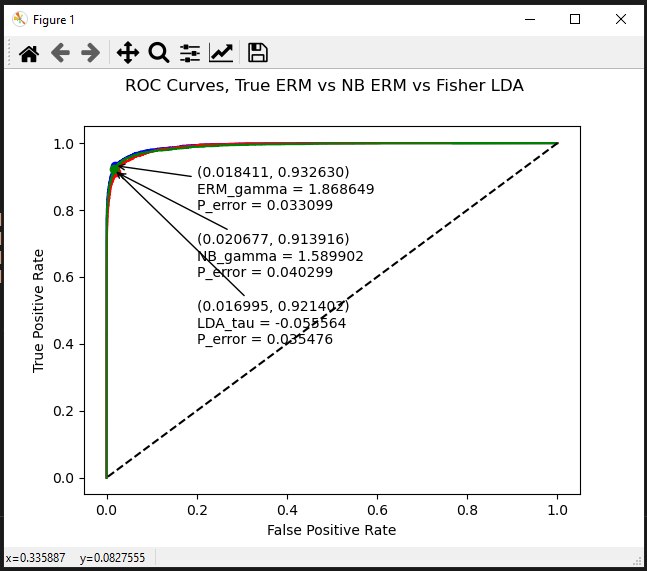 Figure 1
ROC Curves, True ERM vs NB ERM vs Fisher LDA
1.0
0.8
0.6
0.4
0.2
0.0
True Positive Rate
(0.018411, 0.932630)
ERM_gamma = 1.868649
P_error = 0.033099
(0.020677, 0.913916)
NB_gamma = 1.589902
P_error = 0.040299
(0.016995, 0.921402)
LDA_tau = -0.055564
P_error = 0.035476
0.0 0.2 0.4 0.6 0.8 1.0
False Positive Rate
x=0.335887 y=0.0827555